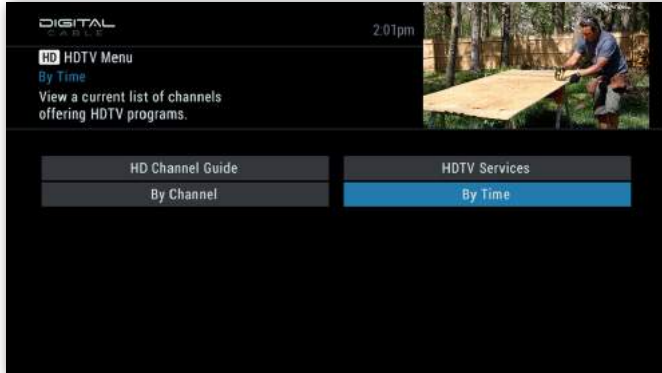 DIGITAL
CABLE
2:01pm
HD HDTV Menu
By Time
View a current list of channels
offering HDTV programs.
HD Channel Guide
HDTV Services
By Channel
By Time